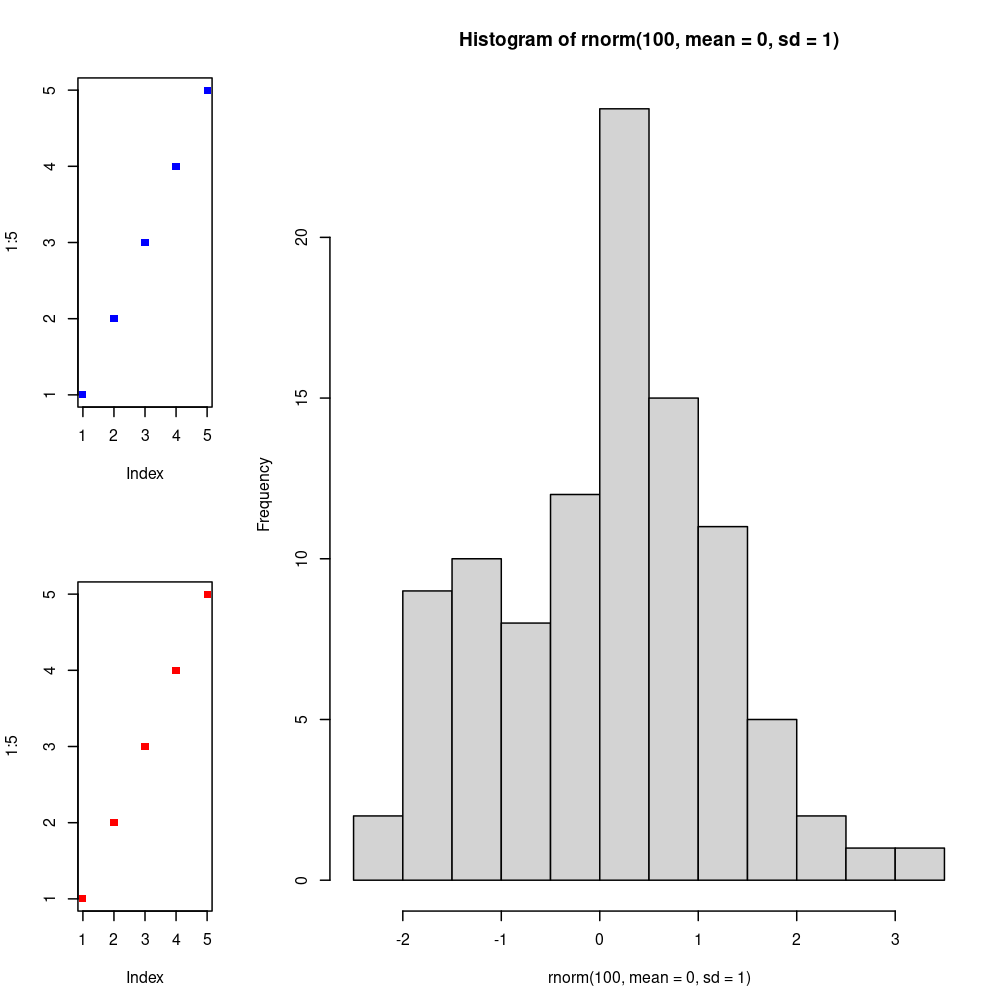 Histogram of rnorm(100, mean = 0, sd = 1)
5
4
3
2
1
1:5
1 2 3 4 5
Index
5
4
3
2
1
1:5
1 2 3 4 5
Index
20
15
10
5
0
Frequency
-2 -1 0 1 2 3
rnorm(100, mean = 0, sd = 1)